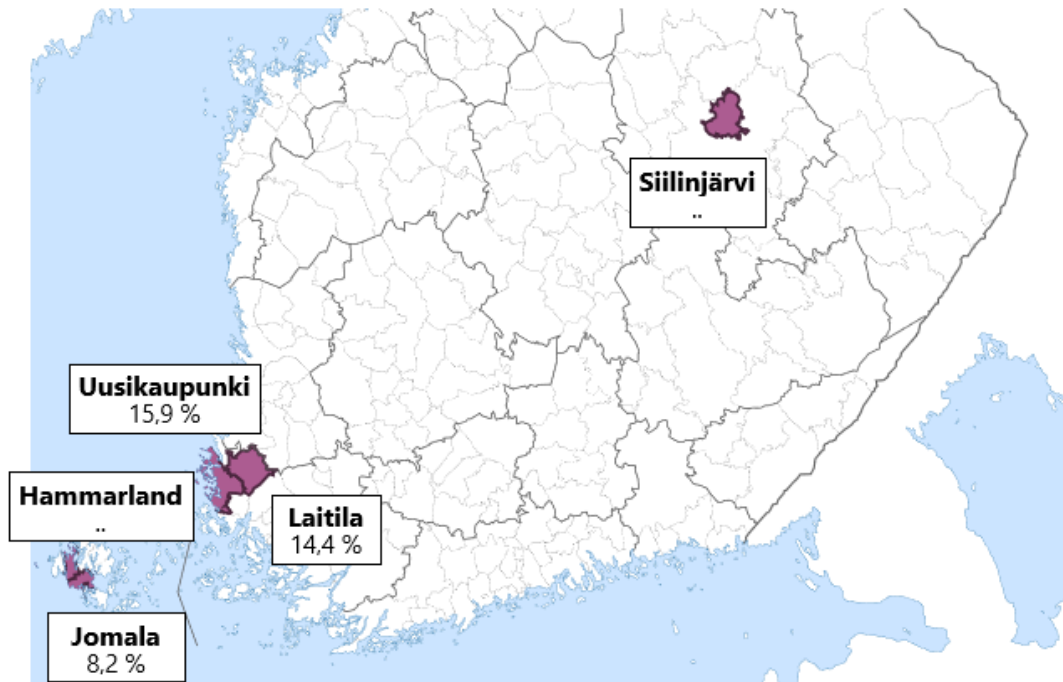 Siilinjärvi
..
Uusikaupunki
15,9 %
Hammarland
..
Laitila
14,4 %
Jomala
8,2 %